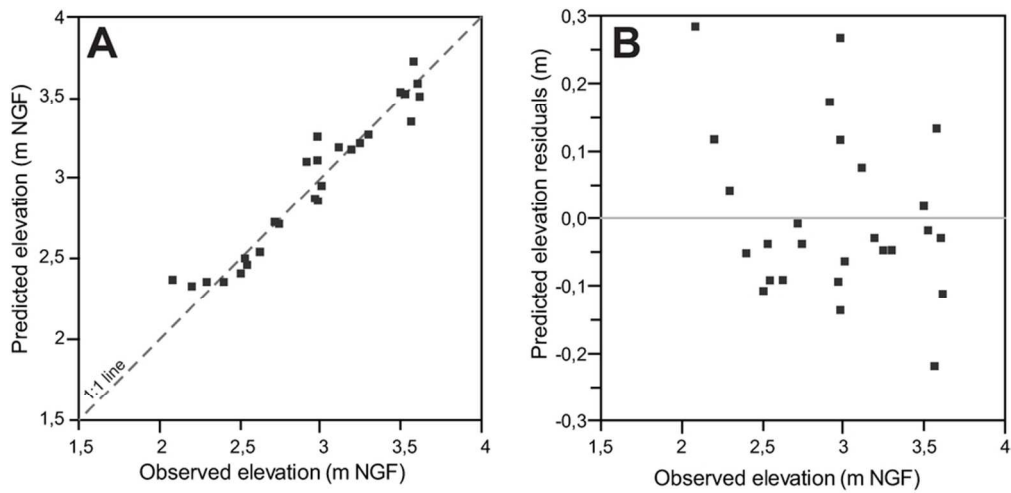 A
4
3,5
3
2,5
2
1,5
Predicted elevation (m NGF)
1:1 line
1,5 2 2,5 3 3,5 4
Observed elevation (m NGF)
B
0,3
0,2
0,1
0,0
-0,1
-0,2
-0,3
Predicted elevation residuals (m)
1,5 2 2,5 3 3,5 4
Observed elevation (m NGF)